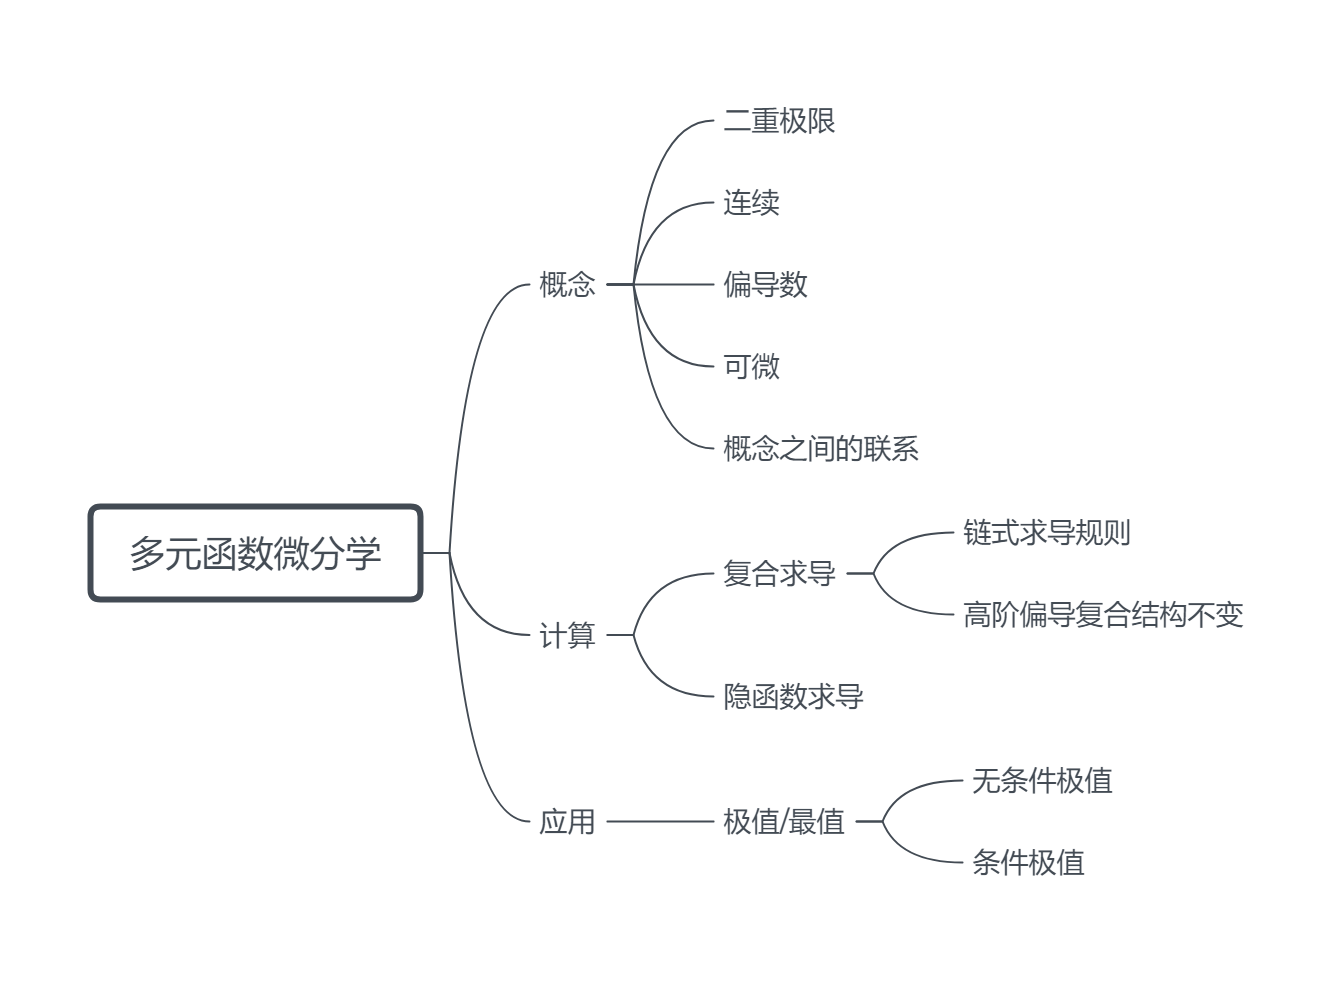 多元函数微分学
概念
二重极限
连续
偏导数
可微
概念之间的联系
计算
复合求导
链式求导规则
高阶偏导复合结构不变
隐函数求导
应用
极值/最值
无条件极值
条件极值